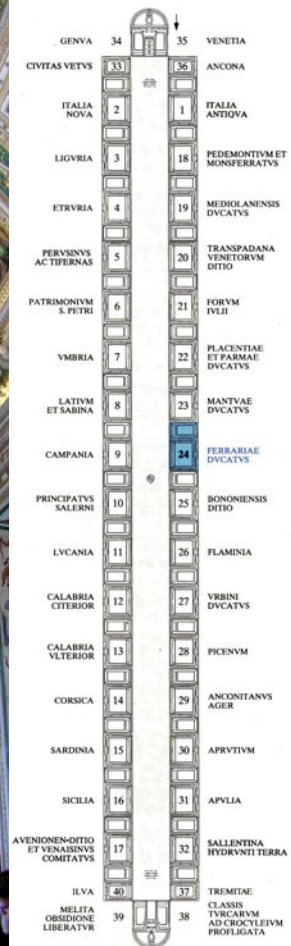 GENVA 34 35 VENETIA
CIVITAS VETVS 33 36 ANCONA
ITALIA
NOVA 2 1 ITALIA
ANTIQVA
LIGVRIA 3 18 PEDEMONTIVM ET
MONSFERRATVS
ETRVRIA 4 19 MEDIOLANENSIS
DVCATVS
PERVSINVS
AC TIFERNAS 5 20 TRANSPADANA
VENETORVM
DITIO
PATRIMONIVM
S. PETRI 6 21 FORVM
IVLII
VMBRIA 7 22 PLACENTIAE
ET PARMAE
DVCATVS
LATIVM
ET SABINA 8 23 MANTVAE
DVCATVS
CAMPANIA 9 24 FERRARIAE
DVCATVS
PRINCIPATVS
SALERNI 10 25 BONONIENSIS
DITIO
LVCANIA 11 26 FLAMINIA
CALABRIA
CITERIOR 12 27 VRBINI
DVCATVS
CALABRIA
VLTERIOR 13 28 PICENVM
CORSICA 14 29 ANCONITANVS
AGER
SARDINIA 15 30 APRVTIVM
SICILIA 16 31 APVLIA
AVENIONEN•DITIO
ET VENAISINVS
COMITATVS 17 32 SALLENTINA
HYDRVNTI TERRA
ILVA 40 37 TREMITAE
MELITA
OBSIDIONE
LIBERATVR 39 38 CLASSIS
TVRCARVM
AD CROCYLEIVM
PROFLIGATA